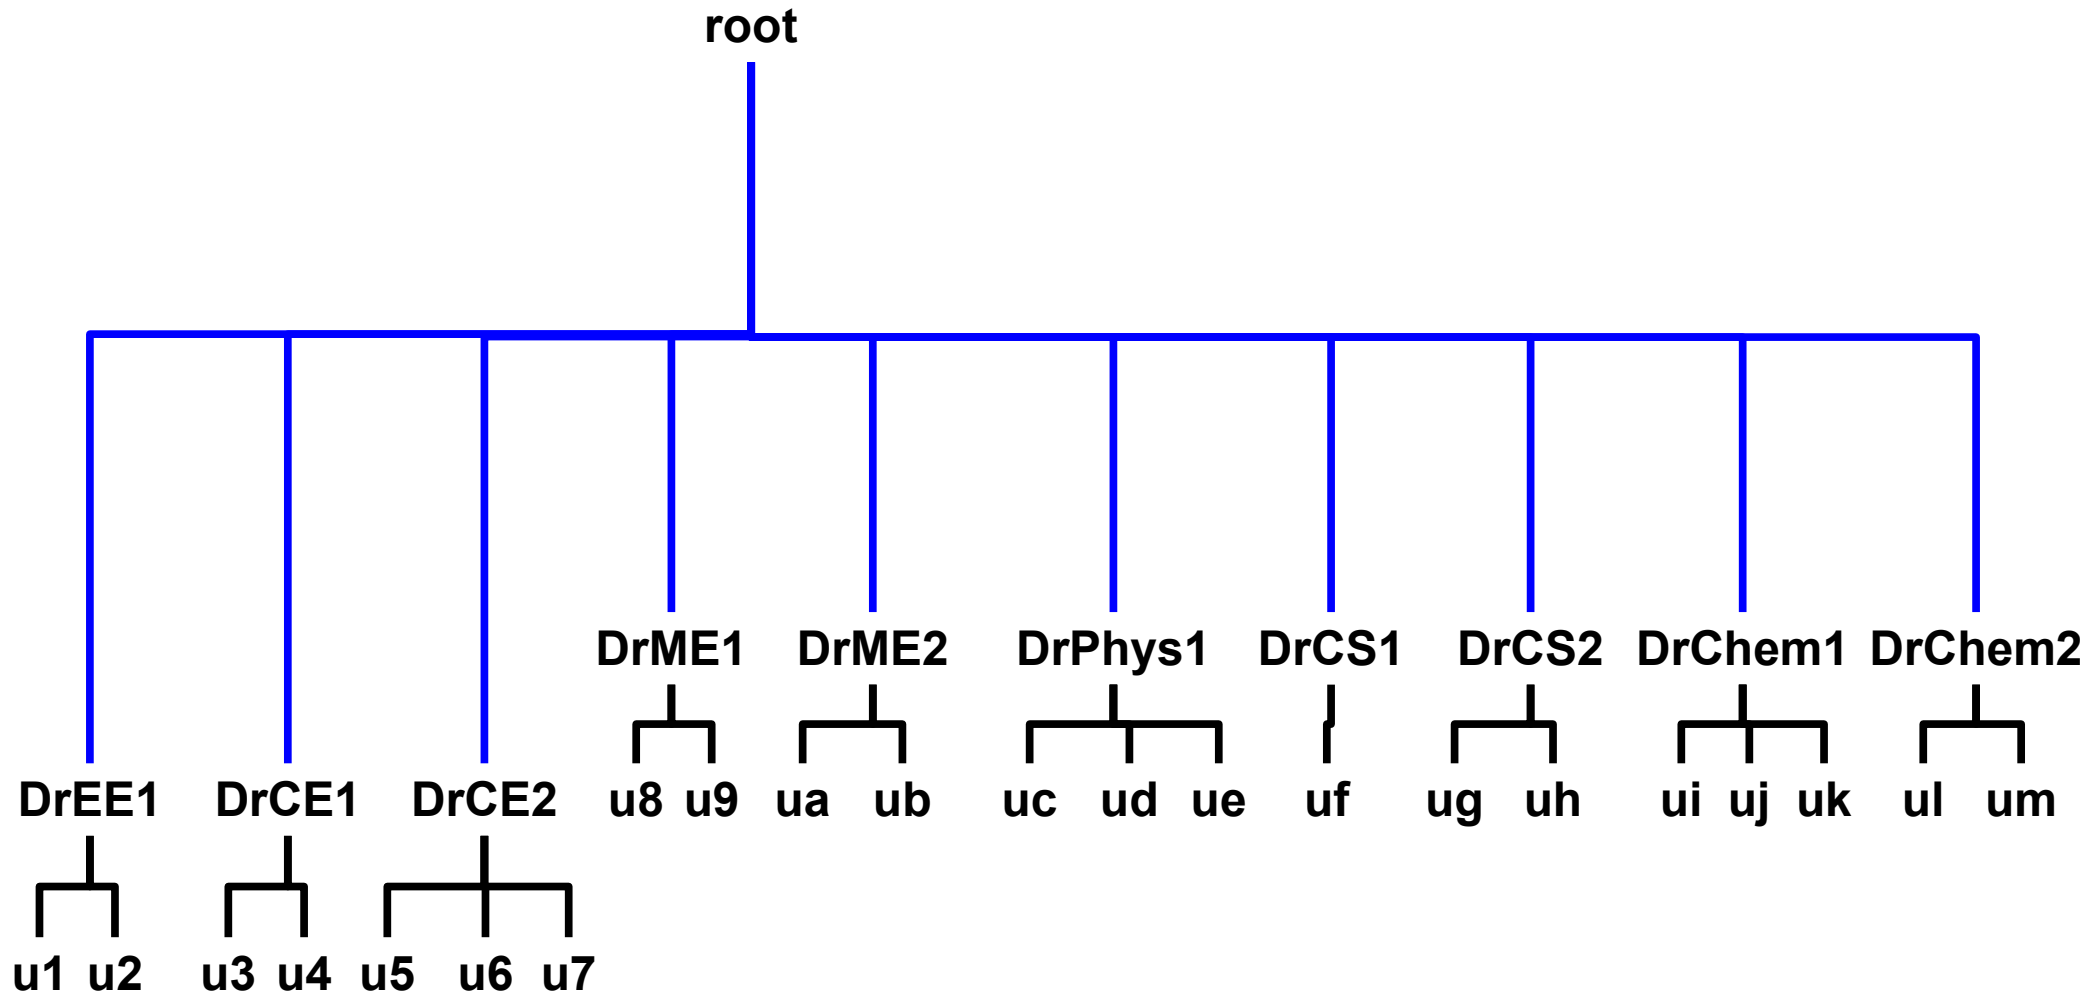 root
DrME1 DrME2 DrPhys1 DrCS1 DrCS2 DrChem1 DrChem2
DrEE1 DrCE1 DrCE2 u8 u9 ua ub uc ud ue uf ug uh ui uj uk ul um
u1 u2 u3 u4 u5 u6 u7